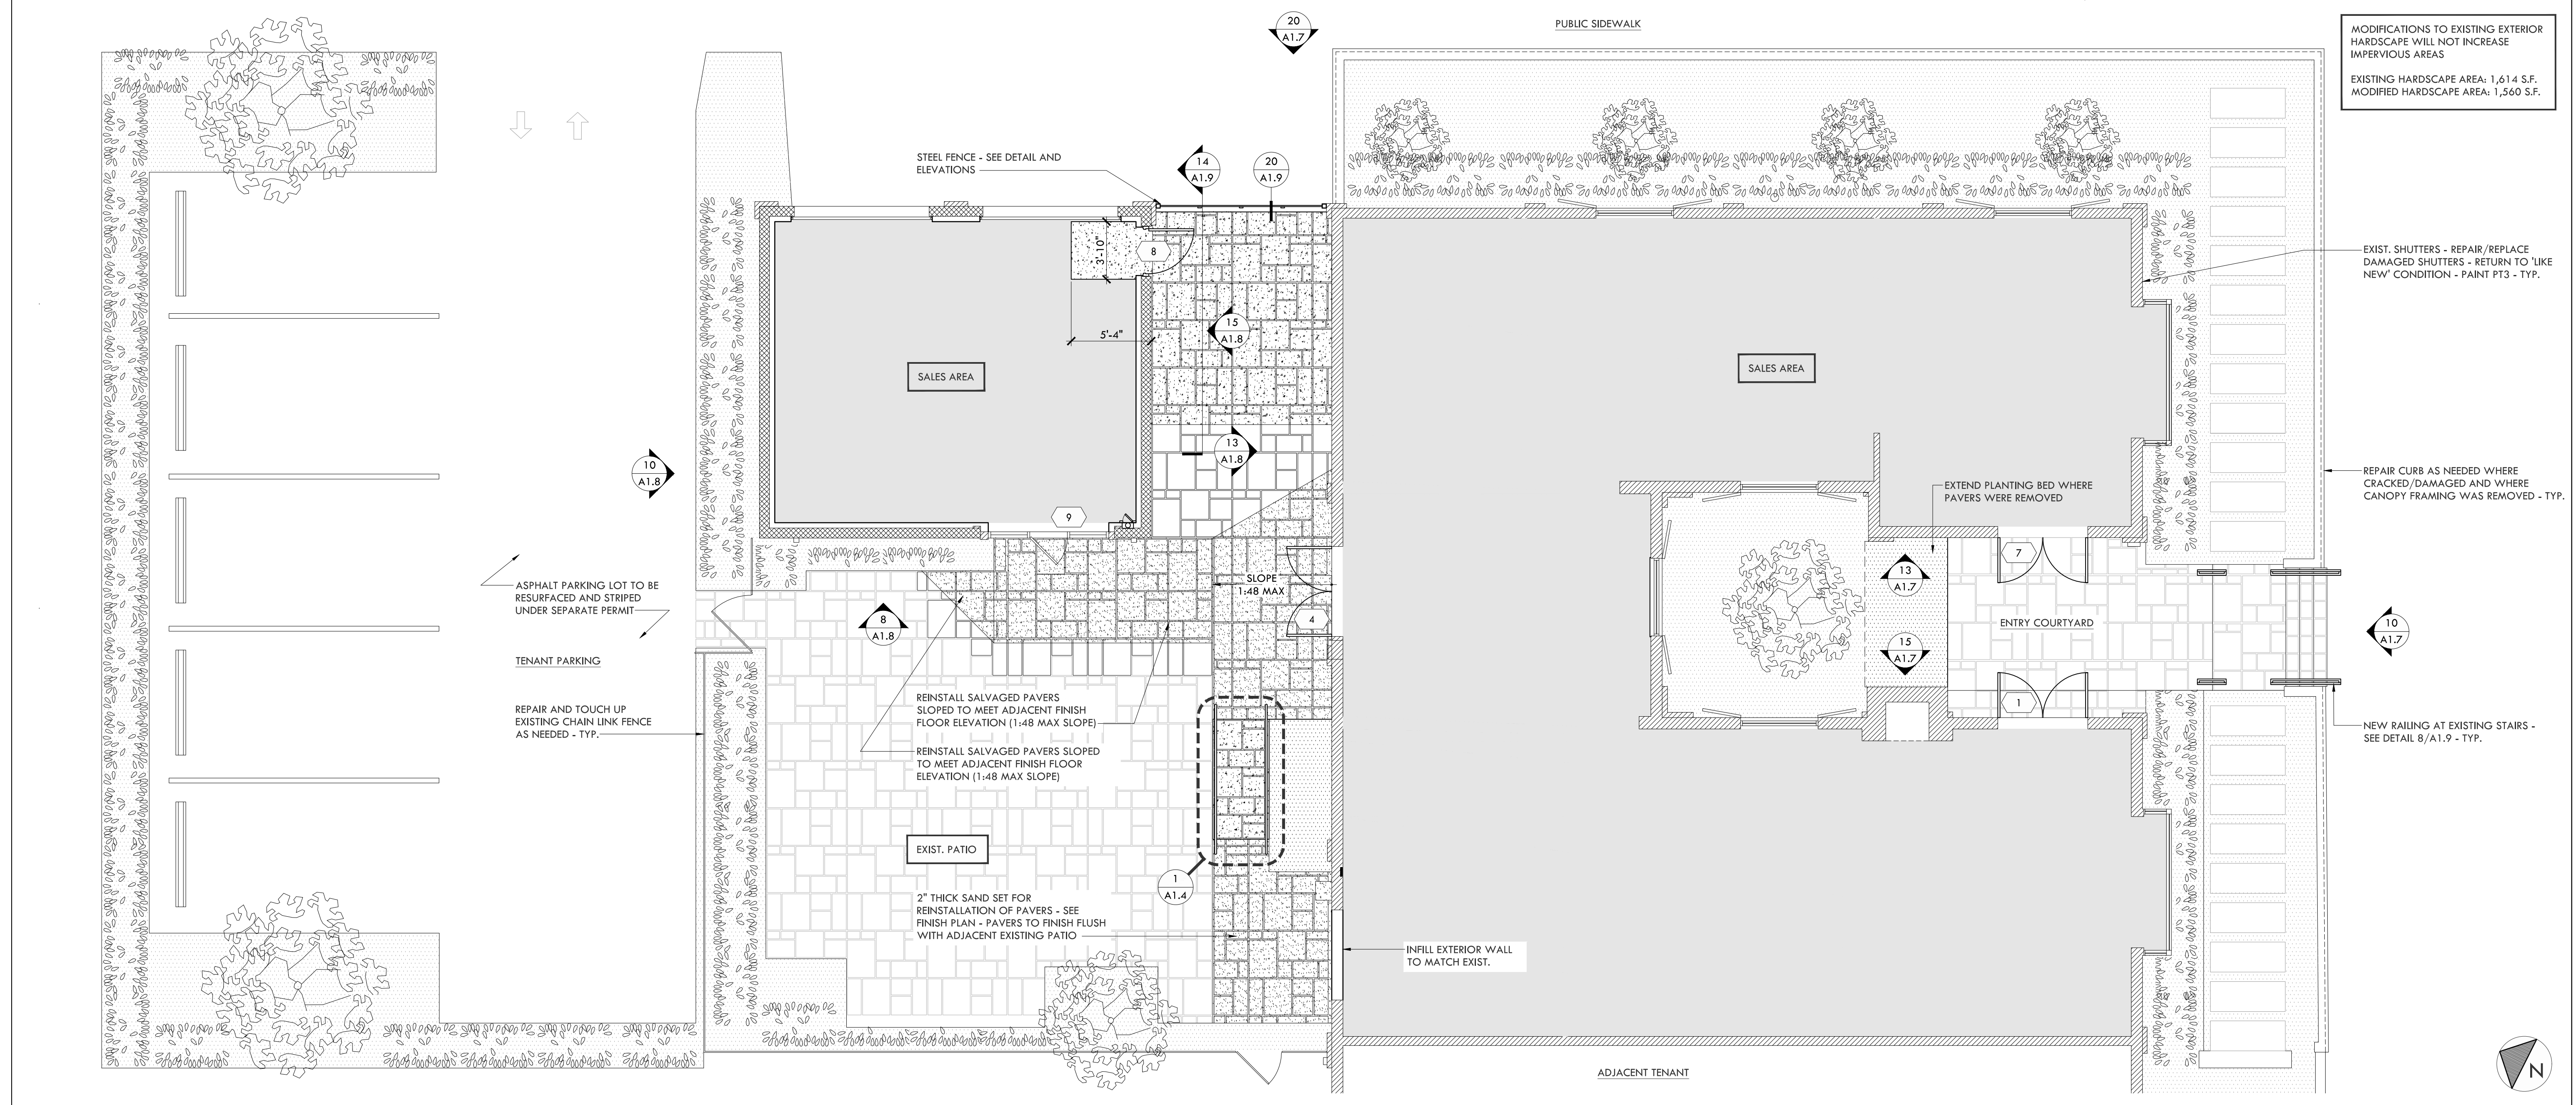 20
A1.7
PUBLIC SIDEWALK
MODIFICATIONS TO EXISTING EXTERIOR
HARDSCAPE WILL NOT INCREASE
IMPERVIOUS AREAS
EXISTING HARDSCAPE AREA: 1,614 S.F.
MODIFIED HARDSCAPE AREA: 1,560 S.F.
STEEL FENCE - SEE DETAIL AND
ELEVATIONS
14
A1.9
20
A1.9
3'-10"
8
5'-4"
15
A1.8
SALES AREA
SALES AREA
EXIST. SHUTTERS - REPAIR/REPLACE
DAMAGED SHUTTERS - RETURN TO 'LIKE
NEW' CONDITION - PAINT PT3 - TYP.
13
A1.8
10
A1.8
REPAIR CURB AS NEEDED WHERE
CRACKED/DAMAGED AND WHERE
CANOPY FRAMING WAS REMOVED - TYP.
EXTEND PLANTING BED WHERE
PAVERS WERE REMOVED
9
7
13
A1.7
SLOPE
1:48 MAX
4
ASPHALT PARKING LOT TO BE
RESURFACED AND STRIPED
UNDER SEPARATE PERMIT
8
A1.8
ENTRY COURTYARD
10
A1.7
15
A1.7
TENANT PARKING
1
REINSTALL SALVAGED PAVERS
SLOPED TO MEET ADJACENT FINISH
FLOOR ELEVATION (1:48 MAX SLOPE)
REPAIR AND TOUCH UP
EXISTING CHAIN LINK FENCE
AS NEEDED - TYP.
NEW RAILING AT EXISTING STAIRS -
SEE DETAIL 8/A1.9 - TYP.
REINSTALL SALVAGED PAVERS SLOPED
TO MEET ADJACENT FINISH FLOOR
ELEVATION (1:48 MAX SLOPE)
EXIST. PATIO
1
A1.4
2" THICK SAND SET FOR
REINSTALLATION OF PAVERS - SEE
FINISH PLAN - PAVERS TO FINISH FLUSH
WITH ADJACENT EXISTING PATIO
INFILL EXTERIOR WALL
TO MATCH EXIST.
ADJACENT TENANT
N